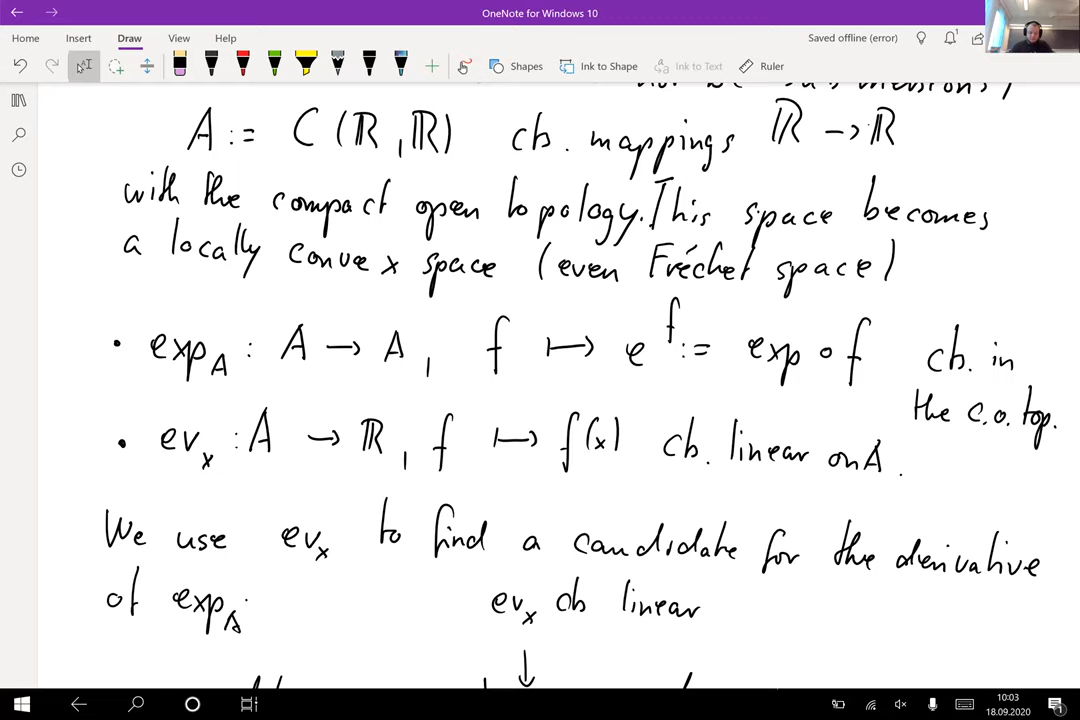 OneNote for Windows 10
Home Insert Draw View Help Saved offline (error)
Shapes Ink to Shape Ink to Text Ruler
A := C(ℝ,ℝ) cb. mappings ℝ → ℝ
with the compact open topology. This space becomes
a locally convex space (even Fréchet space)
• exp_A : A → A, f ↦ e^f := exp ∘ f cb. in
the c.o. top.
• ev_x : A → ℝ, f ↦ f(x) cb. linear on A.
We use ev_x to find a candidate for the derivative
of exp_A:
ev_x cb linear
↓
10:03
18.09.2020